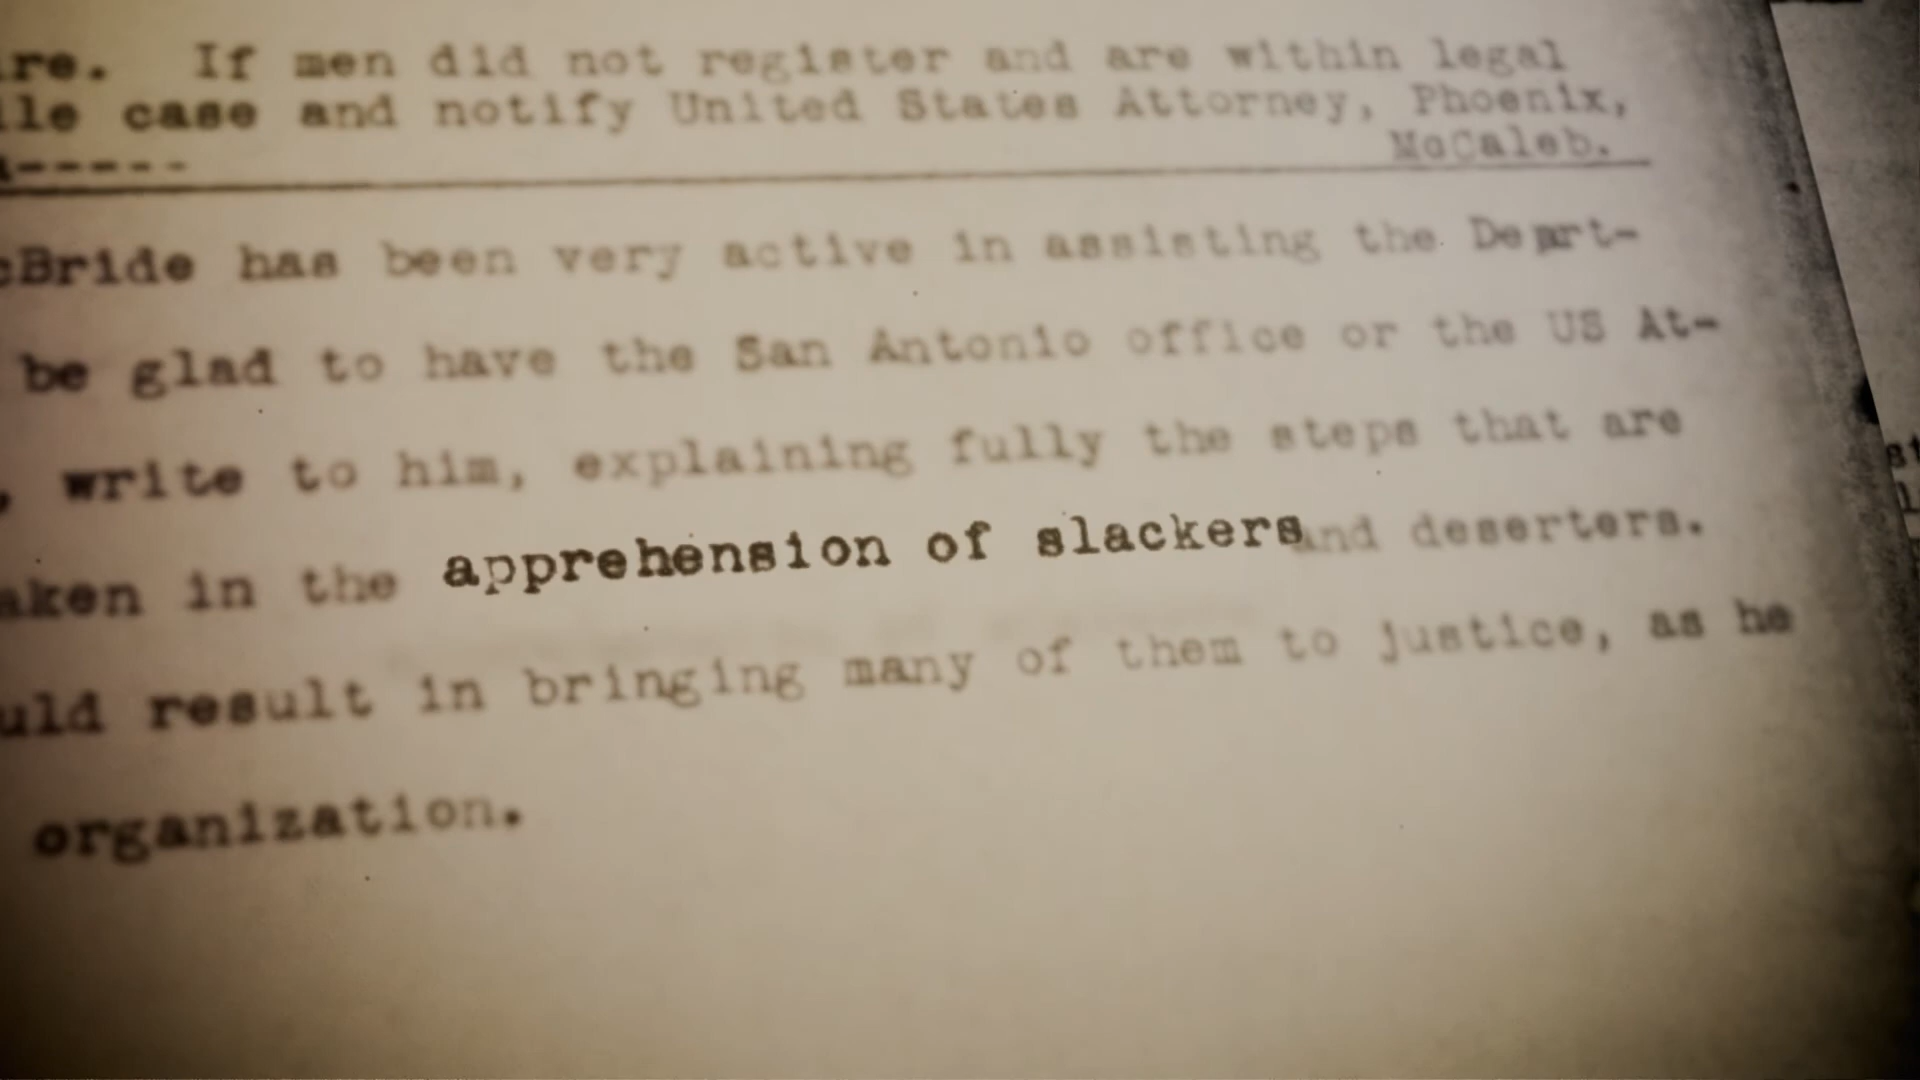 re. If men did not register and are within legal
ile case and notify United States Attorney, Phoenix,
-----
McCaleb.
cBride has been very active in assisting the Depart-
be glad to have the San Antonio office or the US At-
, write to him, explaining fully the steps that are
aken in the apprehension of slackers and deserters.
uld result in bringing many of them to justice, as he
organization.